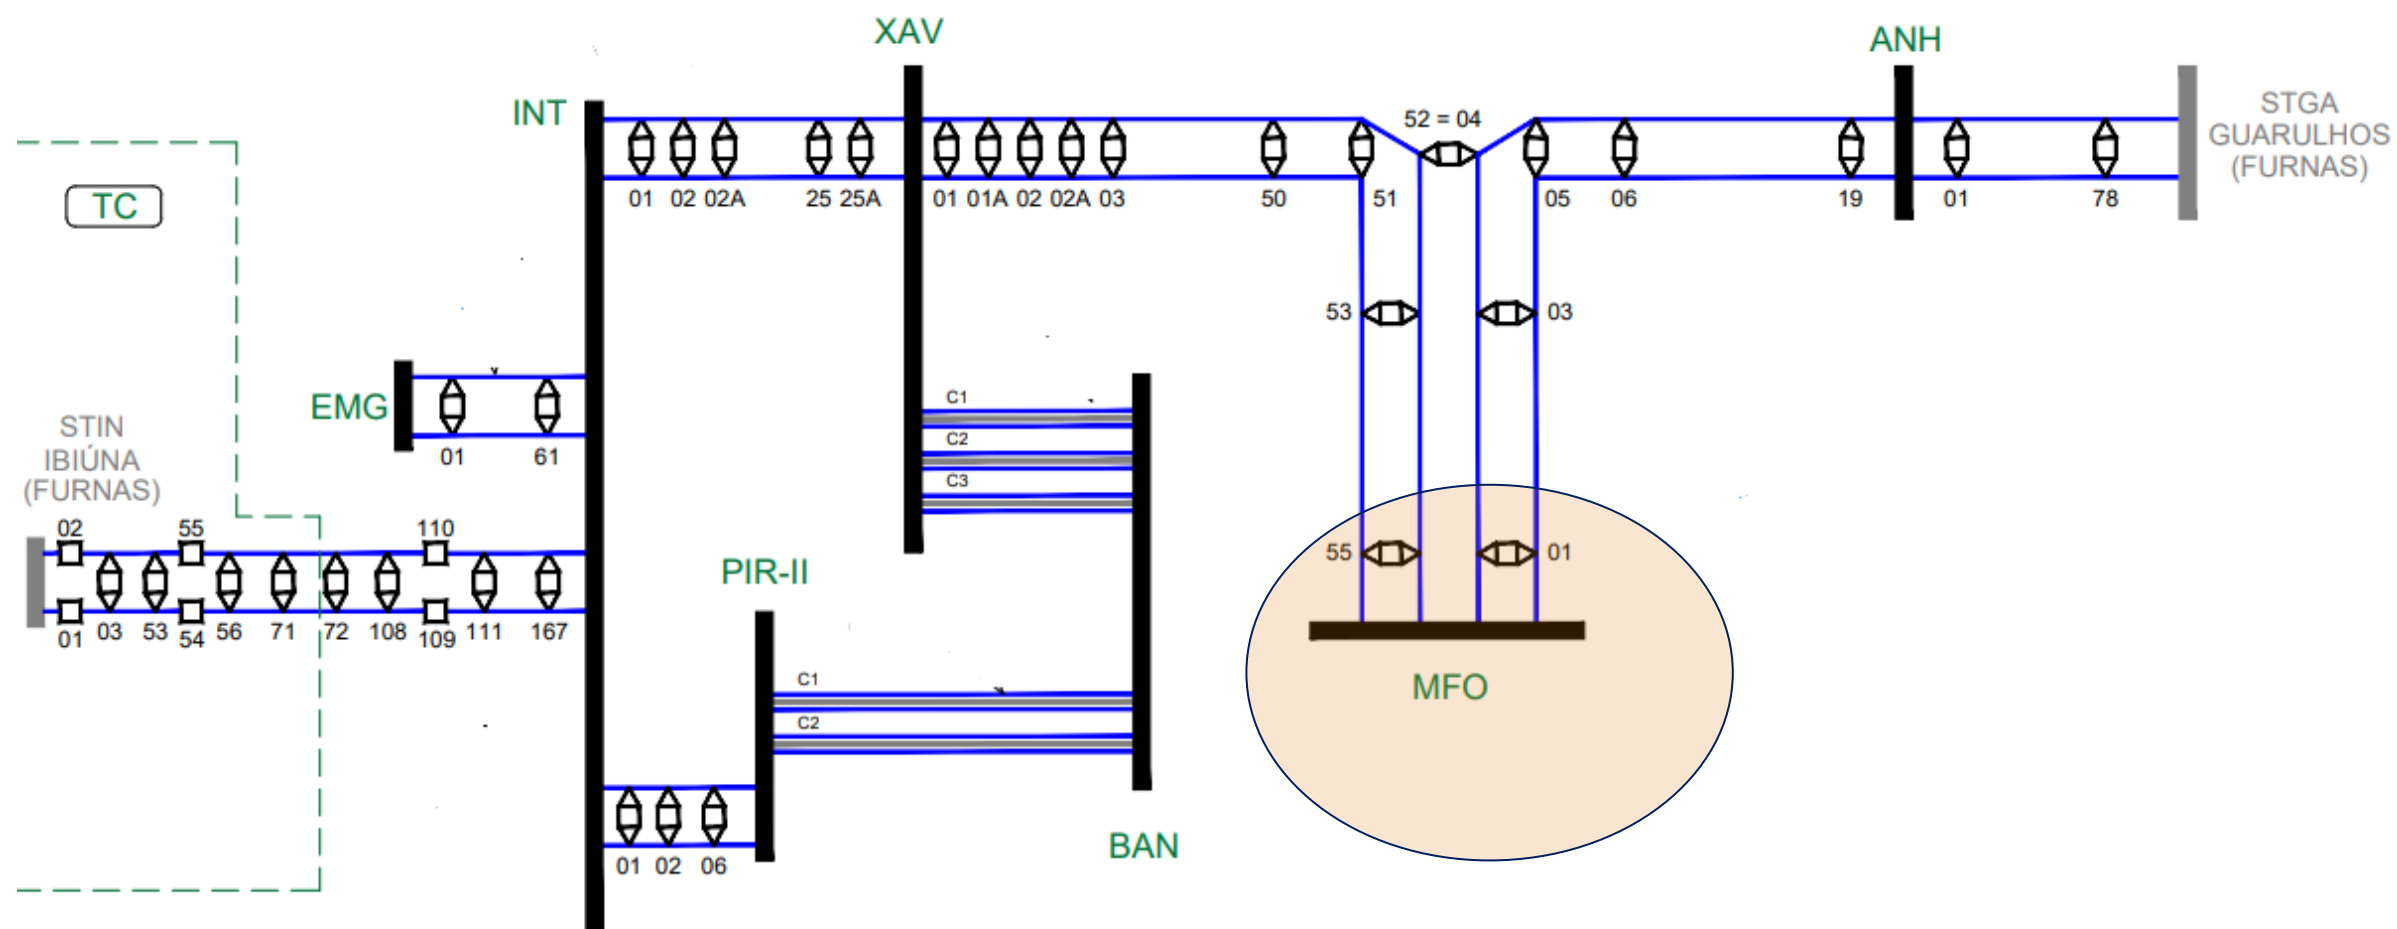 XAV
ANH
INT
52 = 04
STGA
GUARULHOS
(FURNAS)
TC
01 02 02A 25 25A 01 01A 02 02A 03 50 51 05 06 19 01 78
53 03
C1
EMG
C2
STIN
IBIÚNA
(FURNAS)
01 61
C3
02 55 110
55 01
PIR-II
01 03 53 54 56 71 72 108 109 111 167
C1
MFO
C2
BAN
01 02 06